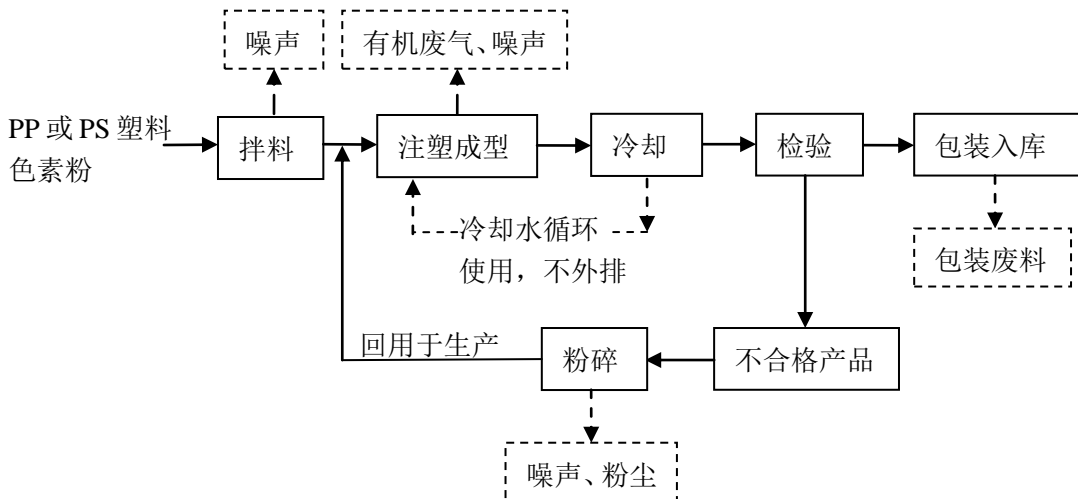 噪声
有机废气、噪声
PP 或 PS 塑料
色素粉
拌料
注塑成型
冷却
检验
包装入库
冷却水循环
使用，不外排
包装废料
回用于生产
粉碎
不合格产品
噪声、粉尘